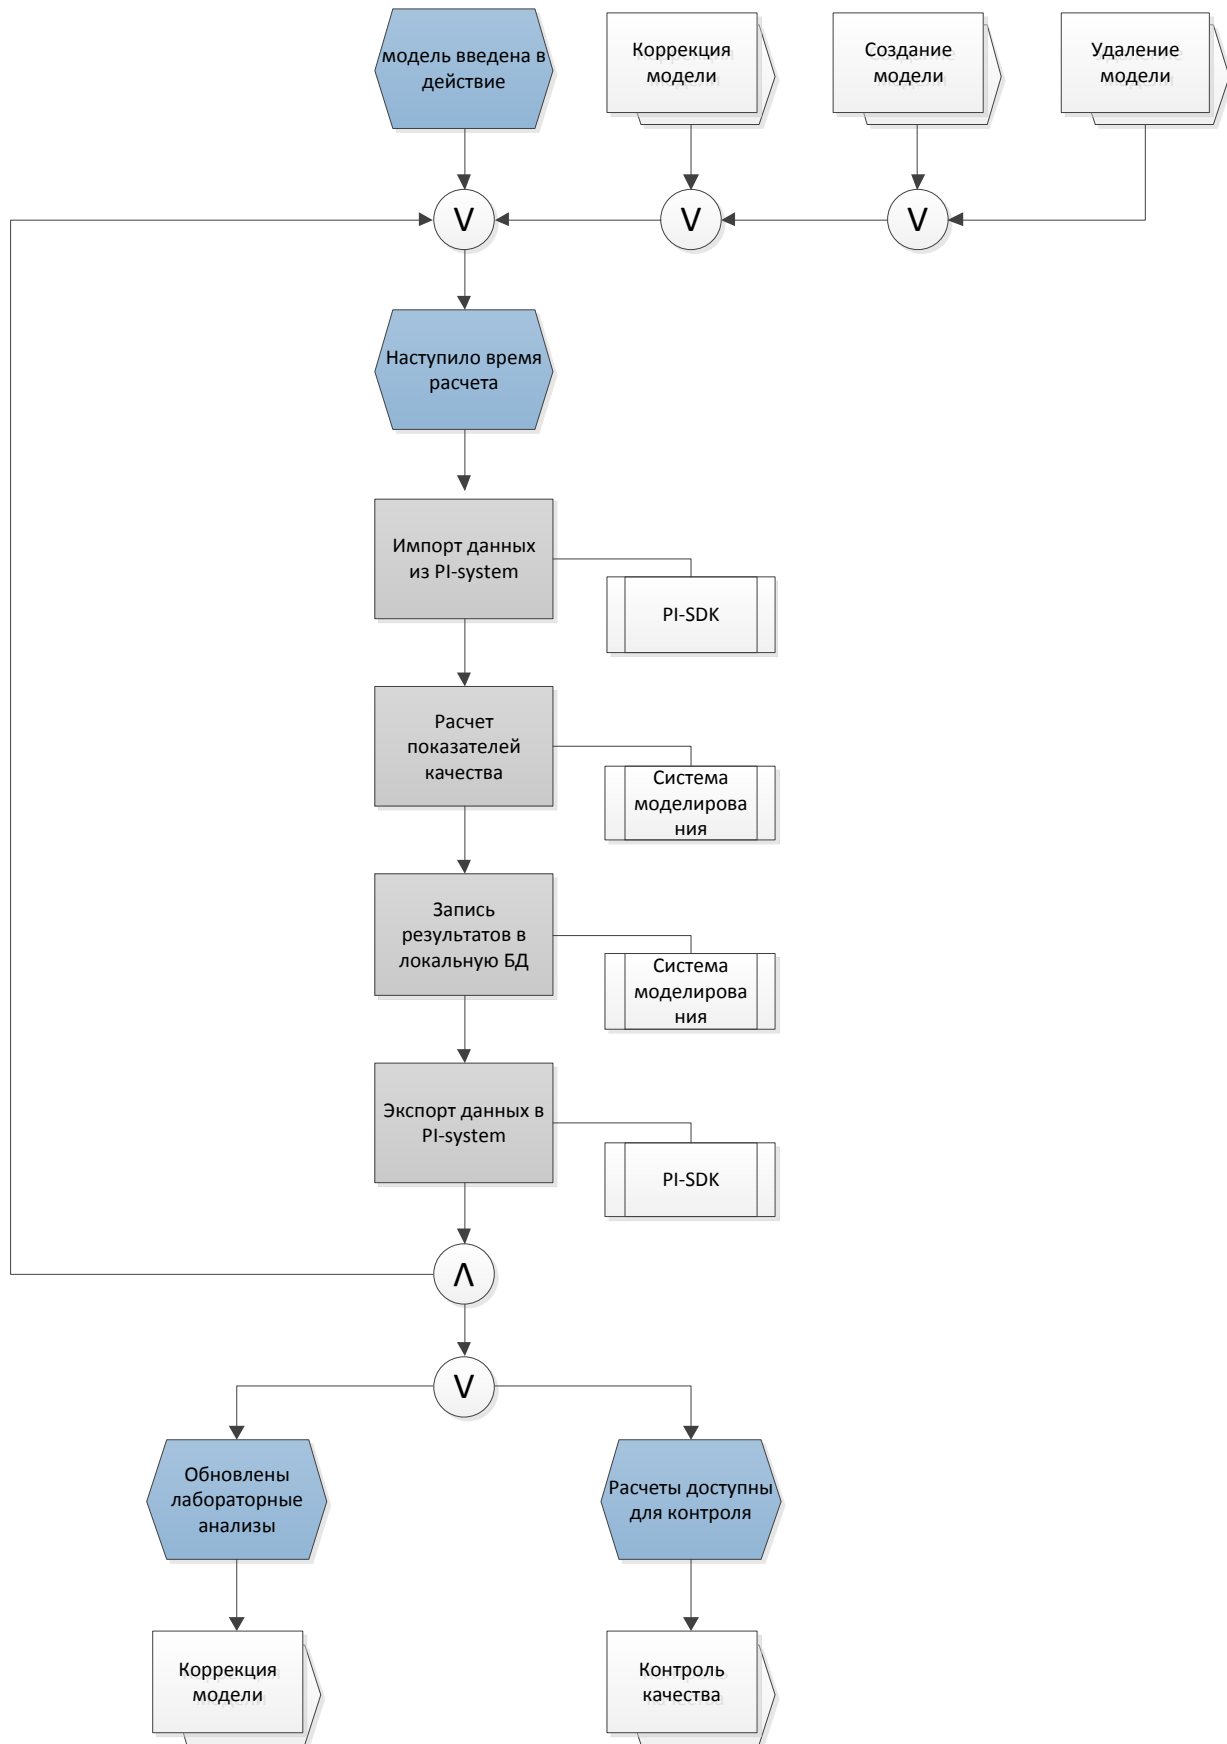 модель введена в
действие
Коррекция
модели
Создание
модели
Удаление
модели
V
V
V
Наступило время
расчета
Импорт данных
из PI-system
PI-SDK
Расчет
показателей
качества
Система
моделирова
ния
Запись
результатов в
локальную БД
Система
моделирова
ния
Экспорт данных в
PI-system
PI-SDK
Λ
V
Обновлены
лабораторные
анализы
Расчеты доступны
для контроля
Коррекция
модели
Контроль
качества